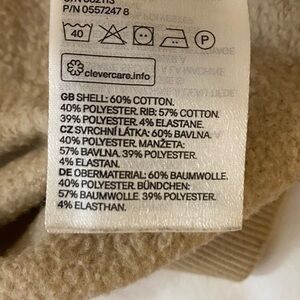 P/N 0557247 8
40
P
clevercare.info
GB SHELL: 60% COTTON.
40% POLYESTER. RIB: 57% COTTON.
39% POLYESTER. 4% ELASTANE.
CZ SVRCHNÍ LÁTKA: 60% BAVLNA.
40% POLYESTER. MANŽETA:
57% BAVLNA. 39% POLYESTER.
4% ELASTAN.
DE OBERMATERIAL: 60% BAUMWOLLE.
40% POLYESTER. BÜNDCHEN:
57% BAUMWOLLE. 39% POLYESTER.
4% ELASTHAN.